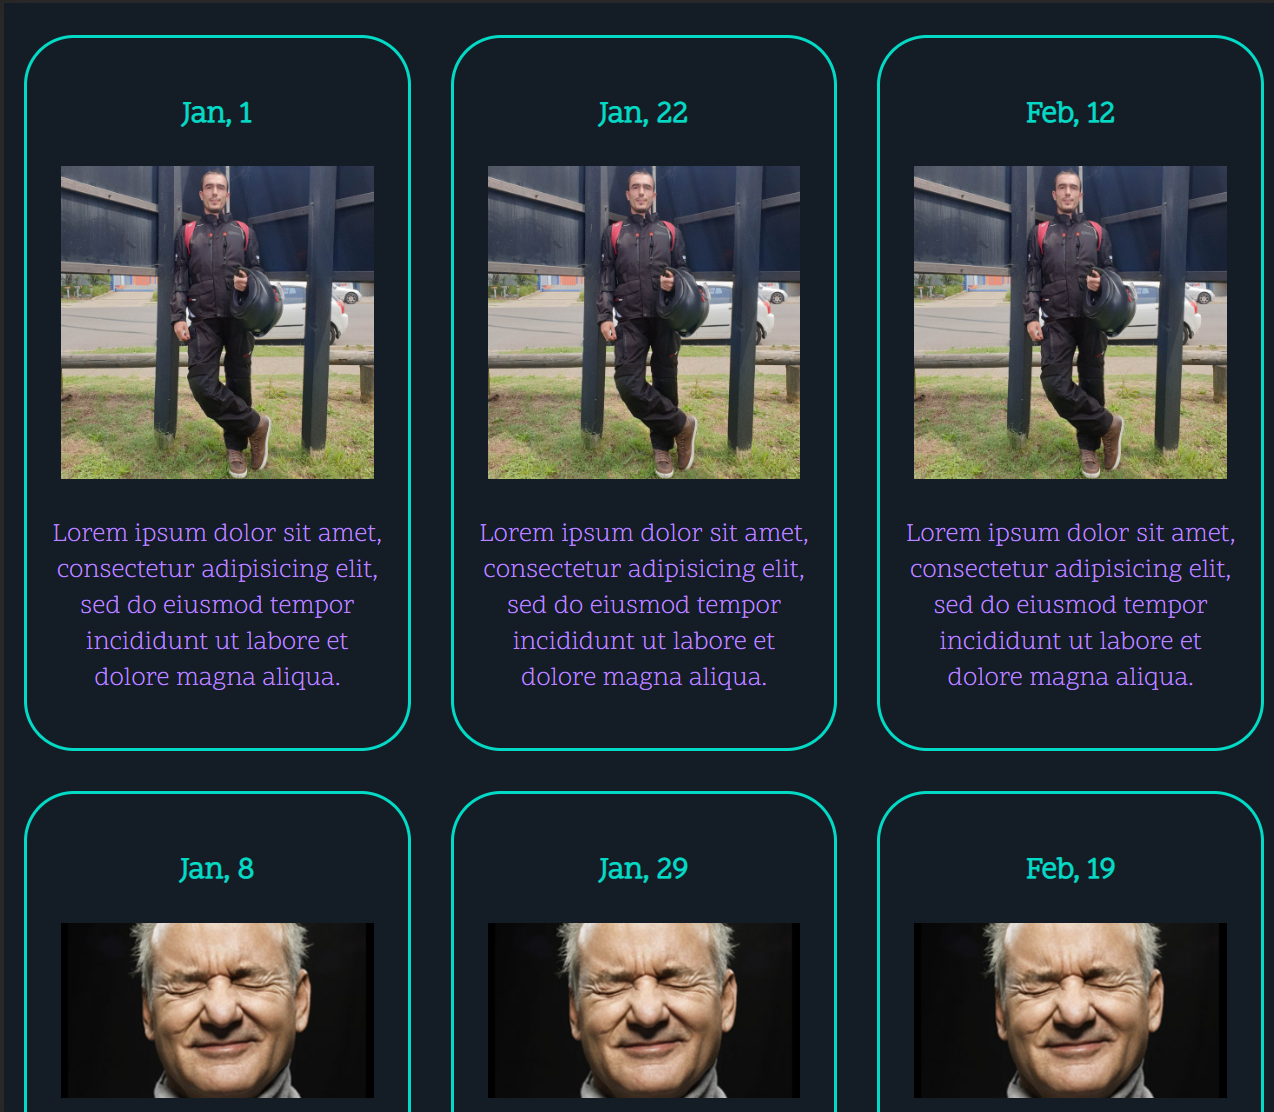 Jan, 1
Lorem ipsum dolor sit amet,
consectetur adipisicing elit,
sed do eiusmod tempor
incididunt ut labore et
dolore magna aliqua.
Jan, 22
Lorem ipsum dolor sit amet,
consectetur adipisicing elit,
sed do eiusmod tempor
incididunt ut labore et
dolore magna aliqua.
Feb, 12
Lorem ipsum dolor sit amet,
consectetur adipisicing elit,
sed do eiusmod tempor
incididunt ut labore et
dolore magna aliqua.
Jan, 8
Jan, 29
Feb, 19